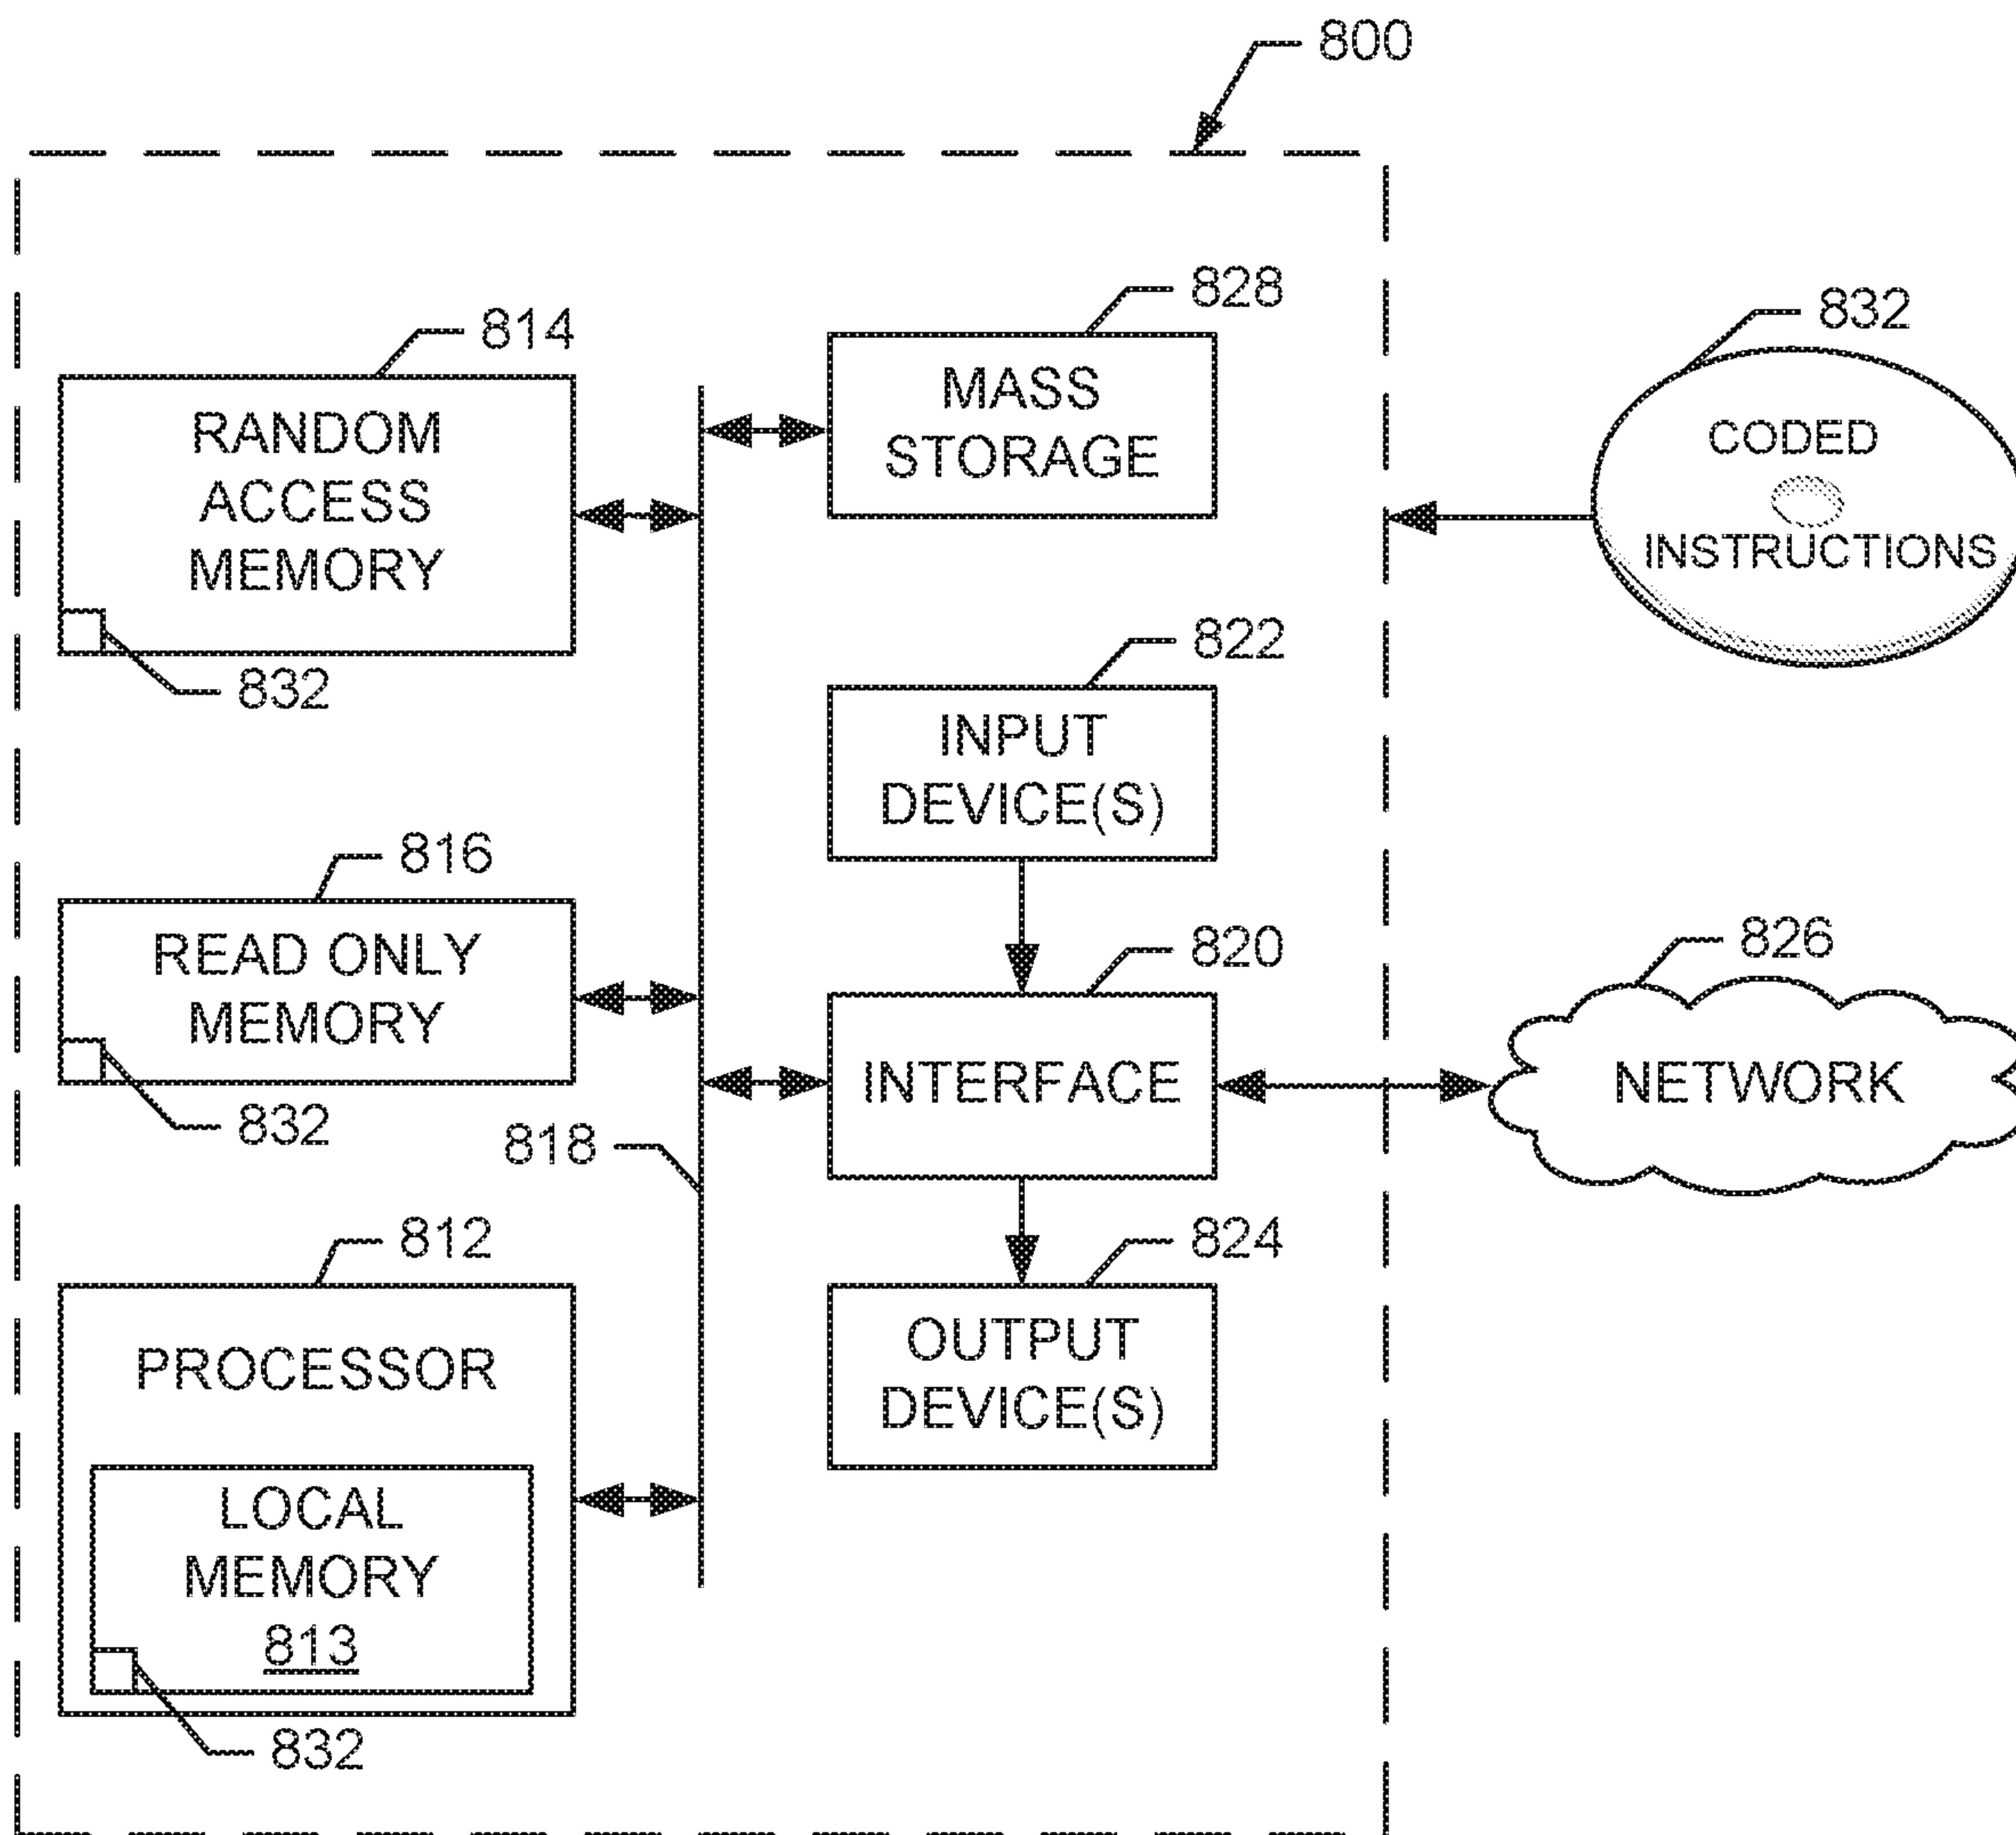 800
828
832
814
MASS
STORAGE
RANDOM
ACCESS
MEMORY
CODED
INSTRUCTIONS
832
822
INPUT
DEVICE(S)
816
READ ONLY
MEMORY
820
826
INTERFACE
NETWORK
832
818
812
824
PROCESSOR
OUTPUT
DEVICE(S)
LOCAL
MEMORY
813
832